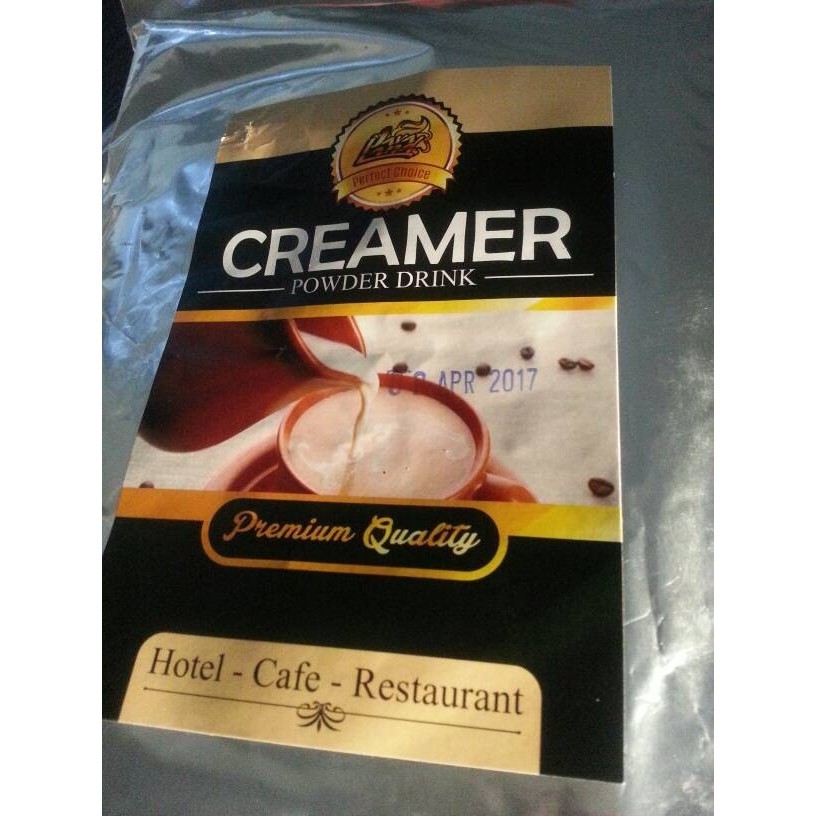 Perfect Choice
CREAMER
POWDER DRINK
APR 2017
Premium Quality
Hotel - Cafe - Restaurant